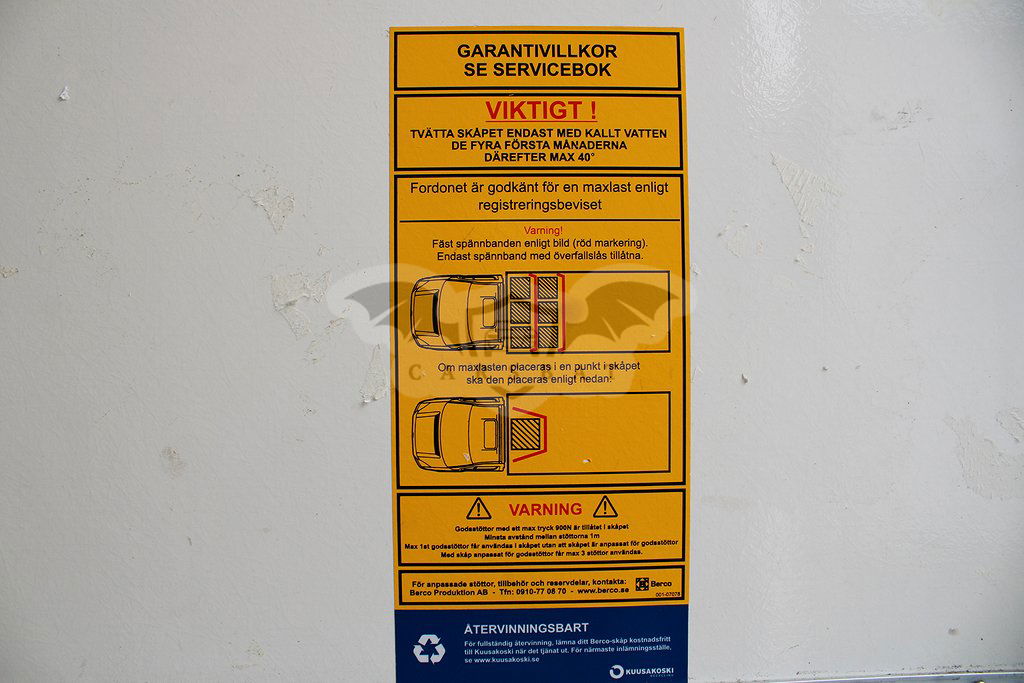 GARANTIVILLKOR
SE SERVICEBOK
VIKTIGT !
TVÄTTA SKÅPET ENDAST MED KALLT VATTEN
DE FYRA FÖRSTA MÅNADERNA
DÄREFTER MAX 40°
Fordonet är godkänt för en maxlast enligt
registreringsbeviset
Varning!
Fäst spännbanden enligt bild (röd markering).
Endast spännband med överfallslås tillåtna.
Om maxlasten placeras i en punkt i skåpet
ska den placeras enligt nedan:
VARNING
Godsstöttor med ett max tryck 900N är tillåtet i skåpet
Minsta avstånd mellan stöttorna 1m
Max 1st godsstöttor får användas i skåpet utan att skåpet är anpassat för godsstöttor
Med skåp anpassat för godsstöttor får max 3 stöttor användas.
För anpassade stöttor, tillbehör och reservdelar, kontakta:
Berco Produktion AB - Tfn: 0910-77 08 70 - www.berco.se
Berco
001-07078
ÅTERVINNINGSBART
För fullständig återvinning, lämna ditt Berco-skåp kostnadsfritt
till Kuusakoski när det tjänat ut. För närmaste inlämningsställe,
se www.kuusakoski.se
KUUSAKOSKI
RECYCLING